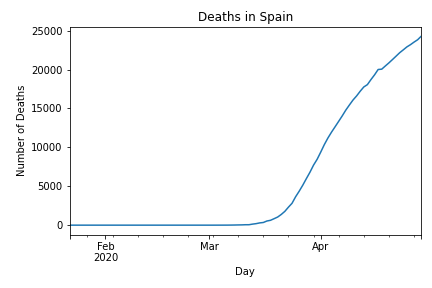 Deaths in Spain
Number of Deaths
25000
20000
15000
10000
5000
0
Feb
2020
Mar
Apr
Day